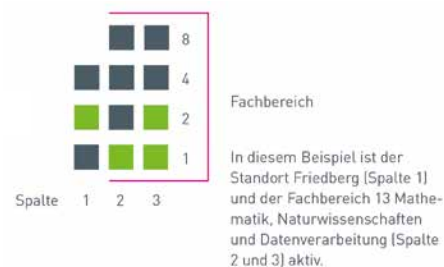 8
4
Fachbereich
2
1
In diesem Beispiel ist der
Standort Friedberg (Spalte 1)
und der Fachbereich 13 Mathe-
matik, Naturwissenschaften
und Datenverarbeitung (Spalte
2 und 3) aktiv.
Spalte 1 2 3